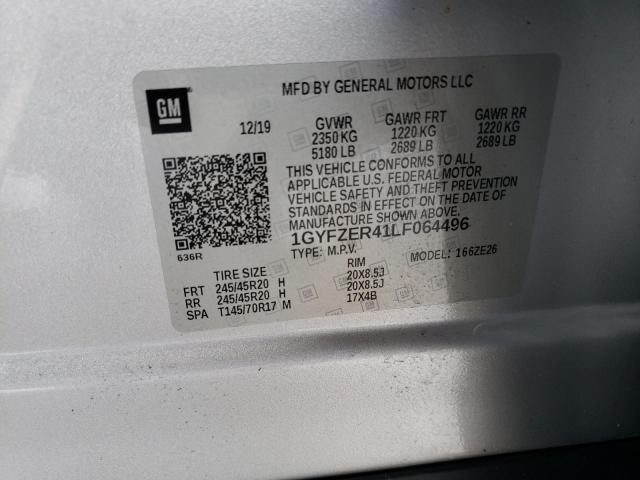 GM
MFD BY GENERAL MOTORS LLC
12/19 GVWR GAWR FRT GAWR RR
2350 KG 1220 KG 1220 KG
5180 LB 2689 LB 2689 LB
THIS VEHICLE CONFORMS TO ALL
APPLICABLE U.S. FEDERAL MOTOR
VEHICLE SAFETY AND THEFT PREVENTION
STANDARDS IN EFFECT ON THE DATE OF
MANUFACTURE SHOWN ABOVE.
636R
1GYFZER41LF064496
TYPE: M.P.V. MODEL: 166ZE26
TIRE SIZE RIM
FRT 245/45R20 H 20X8.5J
RR 245/45R20 H 20X8.5J
SPA T145/70R17 M 17X4B